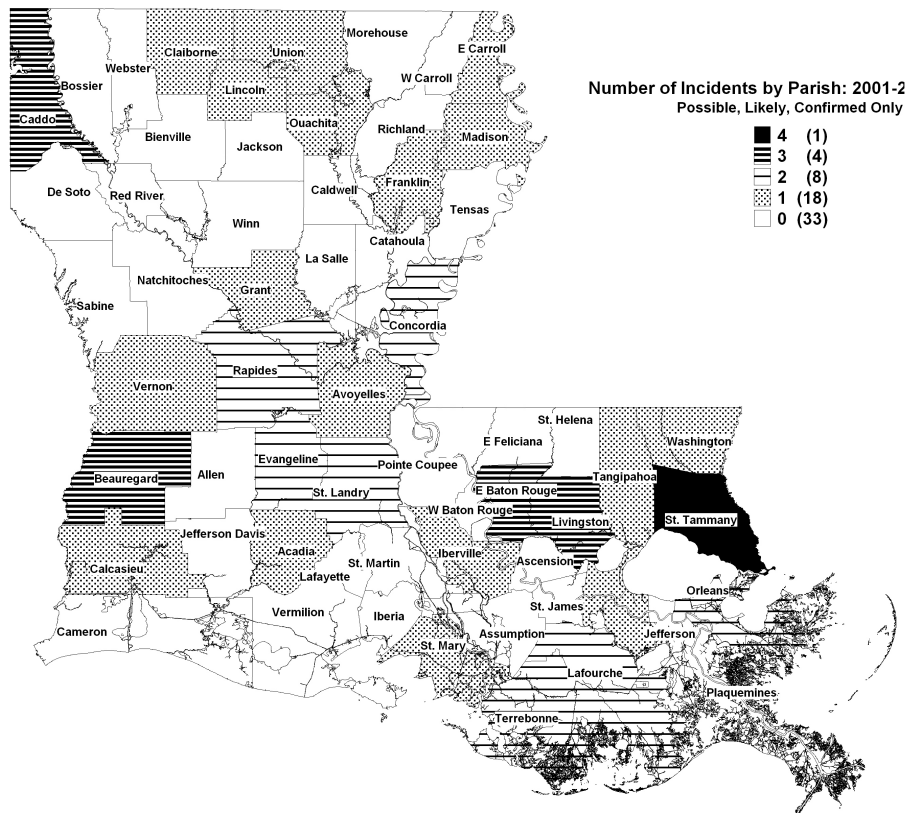 Morehouse
E Carroll
Claiborne
Union
Webster
W Carroll
Bossier
Lincoln
Number of Incidents by Parish: 2001-2
Possible, Likely, Confirmed Only
Caddo
Ouachita
Richland
Madison
4 (1)
Bienville
Jackson
3 (4)
2 (8)
De Soto
Red River
Caldwell
Franklin
1 (18)
Winn
Tensas
0 (33)
Catahoula
La Salle
Natchitoches
Grant
Sabine
Concordia
Rapides
Vernon
Avoyelles
St. Helena
E Feliciana
Washington
Evangeline
Pointe Coupee
Allen
Beauregard
Tangipahoa
St. Landry
E Baton Rouge
W Baton Rouge
Livingston
St. Tammany
Jefferson Davis
Acadia
Iberville
Calcasieu
St. Martin
Ascension
Lafayette
Orleans
Vermilion
Iberia
St. James
Cameron
Assumption
Jefferson
St. Mary
Lafourche
Plaquemines
Terrebonne